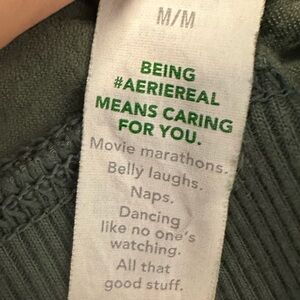 M/M
BEING
#AERIEREAL
MEANS CARING
FOR YOU.
Movie marathons.
Belly laughs.
Naps.
Dancing
like no one's
watching.
All that
good stuff.